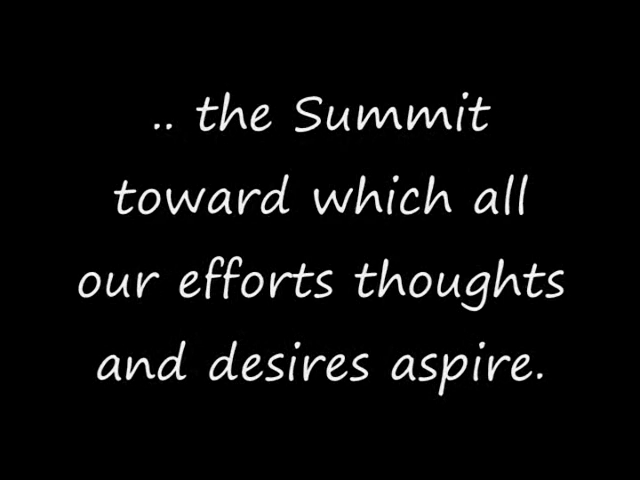 .. the Summit
toward which all
our efforts thoughts
and desires aspire.